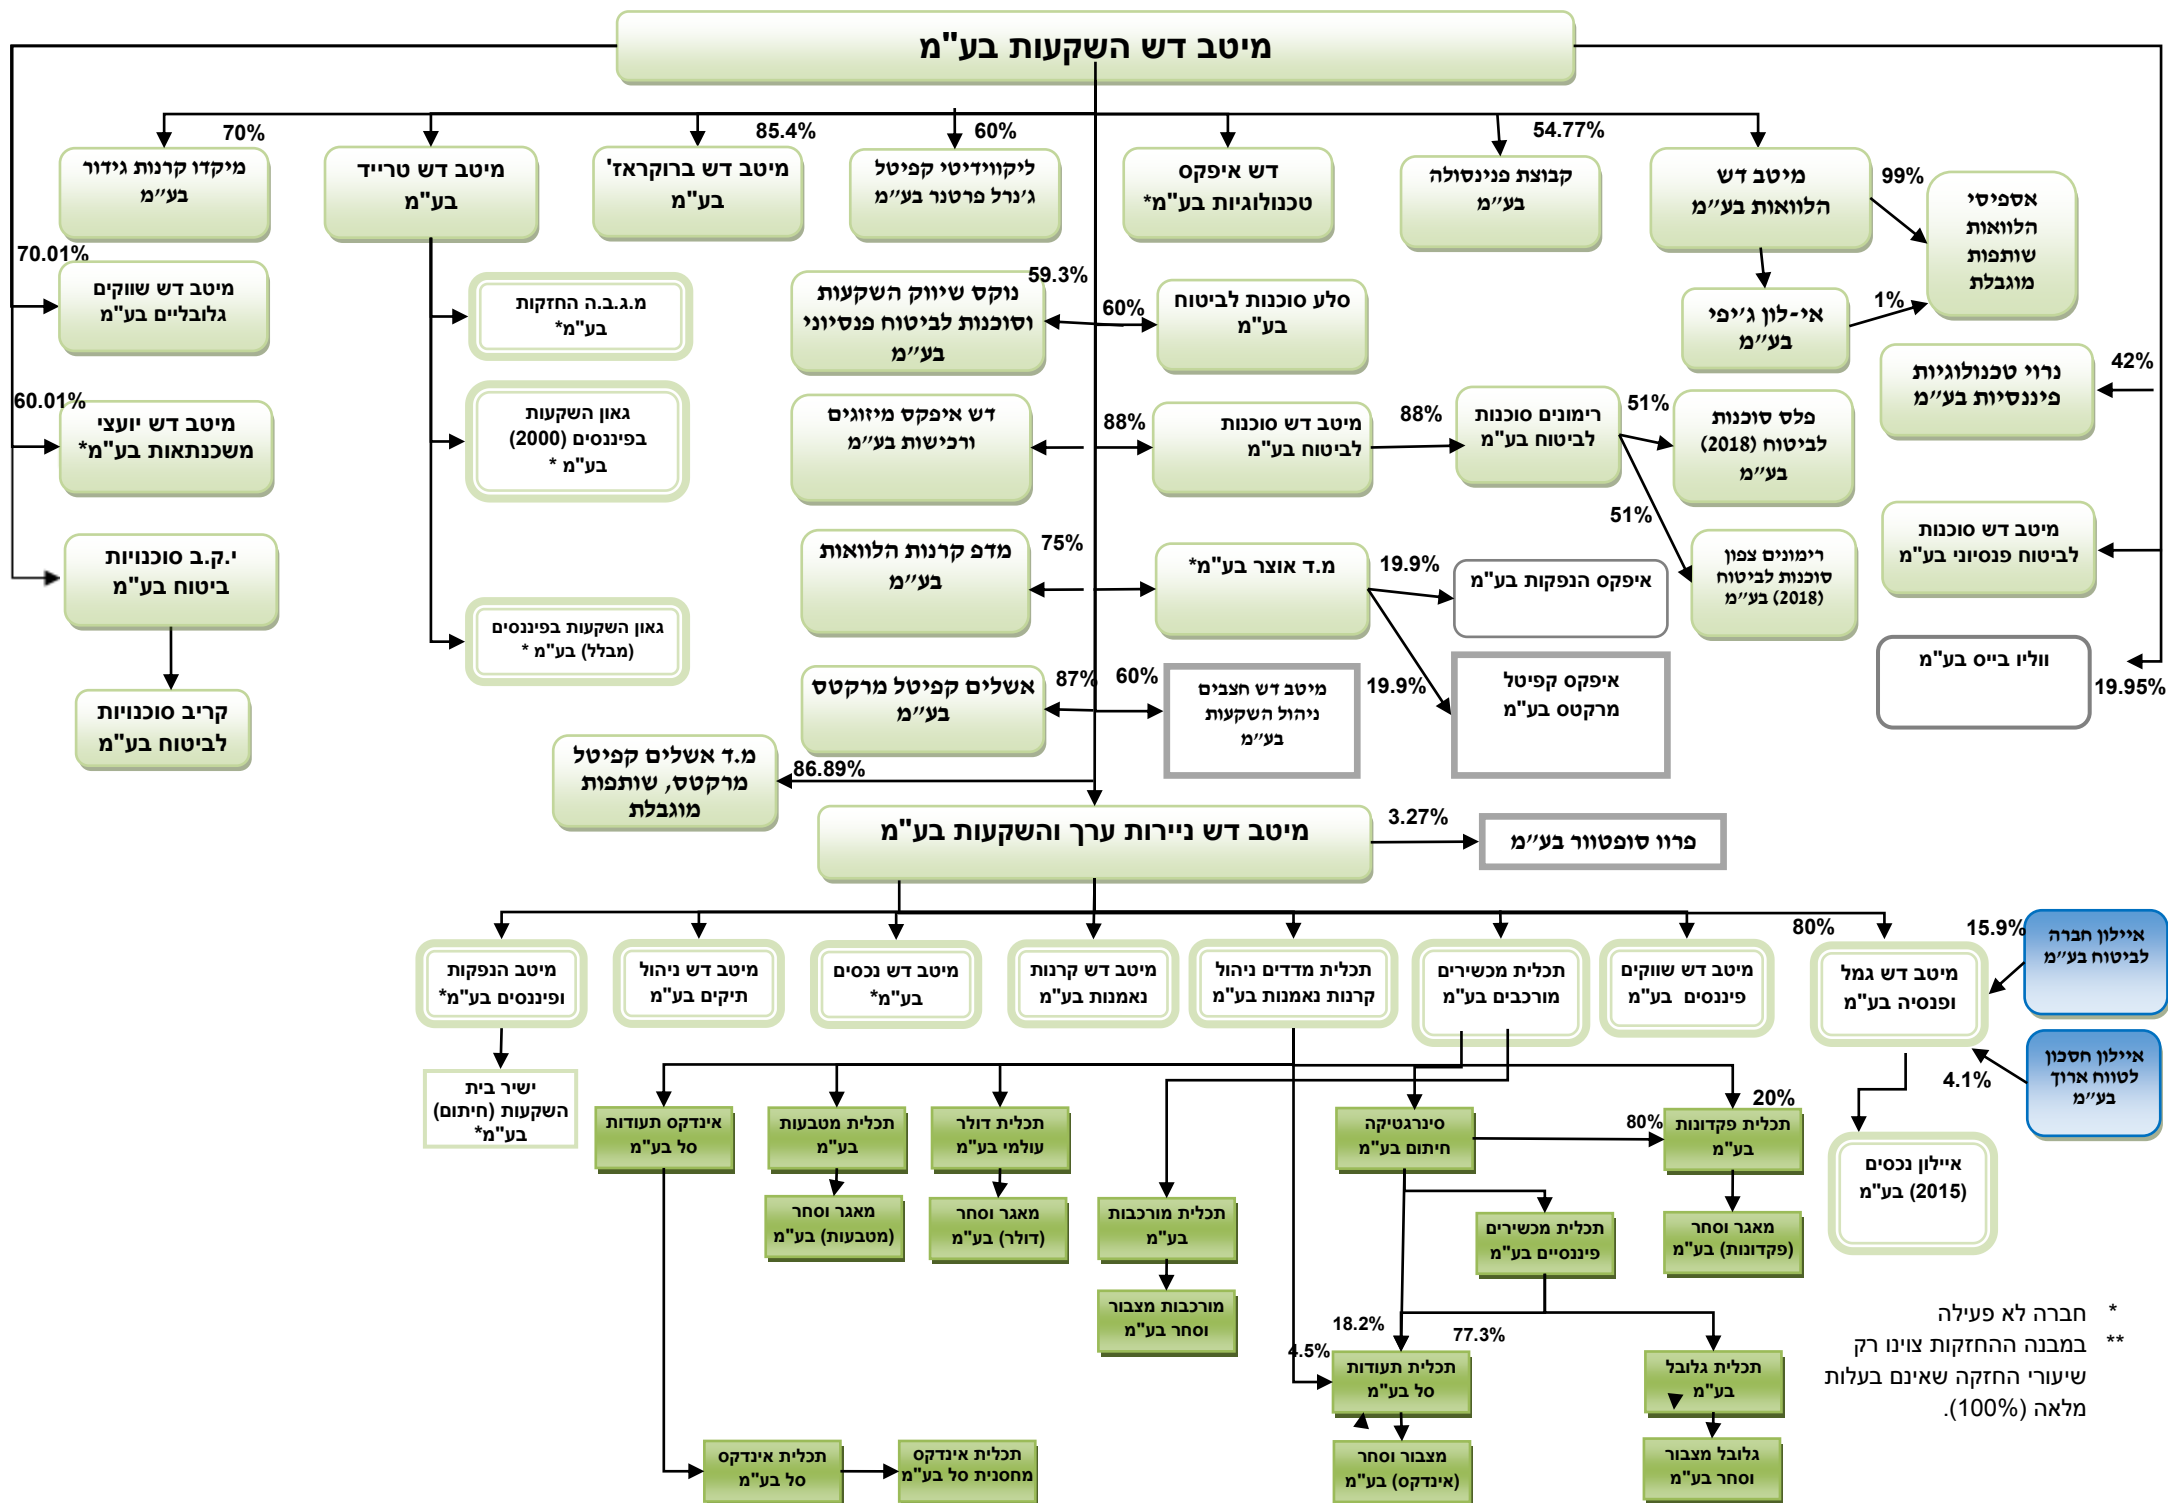 מיטב דש השקעות בע"מ
70%
85.4%
60%
54.77%
מיקדו קרנות גידור
בע"מ
מיטב דש טרייד
בע"מ
מיטב דש ברוקראז'
בע"מ
ליקווידיטי קפיטל
ג'נרל פרטנר בע"מ
דש איפקס
טכנולוגיות בע"מ*
קבוצת פנינסולה
בע"מ
מיטב דש
הלוואות בע"מ
99%
אספיסי
הלוואות
שותפות
מוגבלת
70.01%
מיטב דש שווקים
גלובליים בע"מ
מ.ג.ב.ה החזקות
בע"מ*
נוקס שיווק השקעות
וסוכנות לביטוח פנסיוני
בע"מ
59.3%
60%
סלע סוכנות לביטוח
בע"מ
אי-לון ג'יפי
בע"מ
1%
60.01%
מיטב דש יועצי
משכנתאות בע"מ*
גאון השקעות
בפיננסים (2000)
בע"מ *
דש איפקס מיזוגים
ורכישות בע"מ
88%
מיטב דש סוכנות
לביטוח בע"מ
88%
רימונים סוכנות
לביטוח בע"מ
51%
פלס סוכנות
לביטוח (2018)
בע"מ
נרוי טכנולוגיות
פיננסיות בע"מ
42%
51%
י.ק.ב סוכנויות
ביטוח בע"מ
מדפ קרנות הלוואות
בע"מ
75%
מ.ד אוצר בע"מ*
19.9%
איפקס הנפקות בע"מ
רימונים צפון
סוכנות לביטוח
(2018) בע"מ
מיטב דש סוכנות
לביטוח פנסיוני בע"מ
גאון השקעות בפיננסים
(מבלל) בע"מ *
קריב סוכנויות
לביטוח בע"מ
אשלים קפיטל מרקטס
בע"מ
87%
60%
מיטב דש חצבים
ניהול השקעות
בע"מ
19.9%
איפקס קפיטל
מרקטס בע"מ
ווליו בייס בע"מ
19.95%
מ.ד אשלים קפיטל
מרקטס, שותפות
מוגבלת
86.89%
מיטב דש ניירות ערך והשקעות בע"מ
3.27%
פרוו סופטוור בע"מ
מיטב הנפקות
ופיננסים בע"מ*
מיטב דש ניהול
תיקים בע"מ
מיטב דש נכסים
בע"מ*
מיטב דש קרנות
נאמנות בע"מ
תכלית מדדים ניהול
קרנות נאמנות בע"מ
תכלית מכשירים
מורכבים בע"מ
מיטב דש שווקים
פיננסים בע"מ
80%
מיטב דש גמל
ופנסיה בע"מ
15.9%
איילון חברה
לביטוח בע"מ
4.1%
איילון חסכון
לטווח ארוך
בע"מ
ישיר בית
השקעות (חיתום)
בע"מ*
אינדקס תעודות
סל בע"מ
תכלית מטבעות
בע"מ
תכלית דולר
עולמי בע"מ
סינרגטיקה
חיתום בע"מ
80%
20%
תכלית פקדונות
בע"מ
איילון נכסים
(2015) בע"מ
מאגר וסחר
(מטבעות) בע"מ
מאגר וסחר
(דולר) בע"מ
תכלית מורכבות
בע"מ
תכלית מכשירים
פיננסיים בע"מ
מאגר וסחר
(פקדונות) בע"מ
מורכבות מצבור
וסחר בע"מ
18.2%
77.3%
4.5%
תכלית תעודות
סל בע"מ
תכלית גלובל
בע"מ
תכלית אינדקס
סל בע"מ
תכלית אינדקס
מחסנית סל בע"מ
מצבור וסחר
(אינדקס) בע"מ
גלובל מצבור
וסחר בע"מ
* חברה לא פעילה
** במבנה ההחזקות צוינו רק
שיעורי החזקה שאינם בעלות
מלאה (100%).